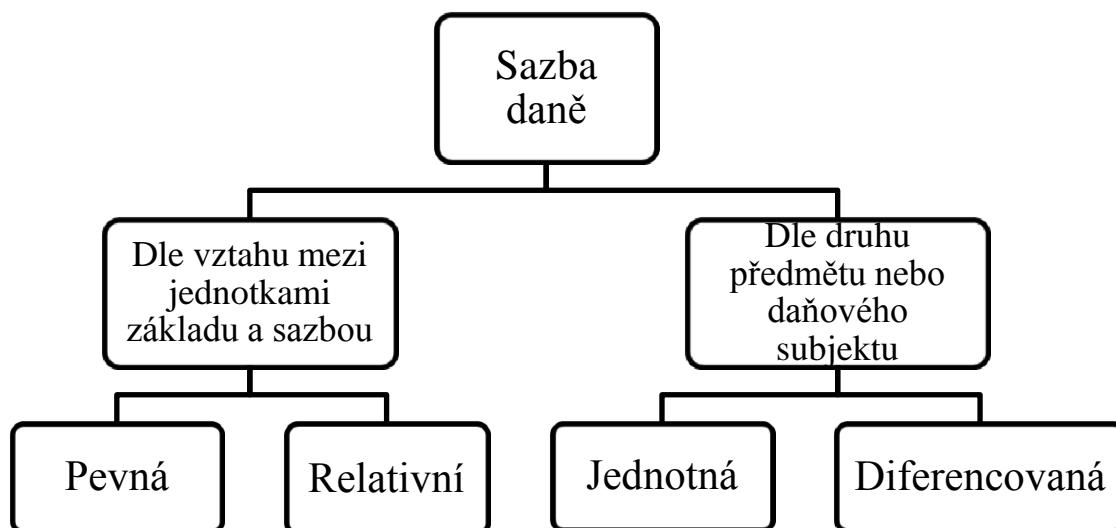 Sazba
daně
Dle vztahu mezi
jednotkami
základu a sazbou
Dle druhu
předmětu nebo
daňového
subjektu
Pevná
Relativní
Jednotná
Diferencovaná